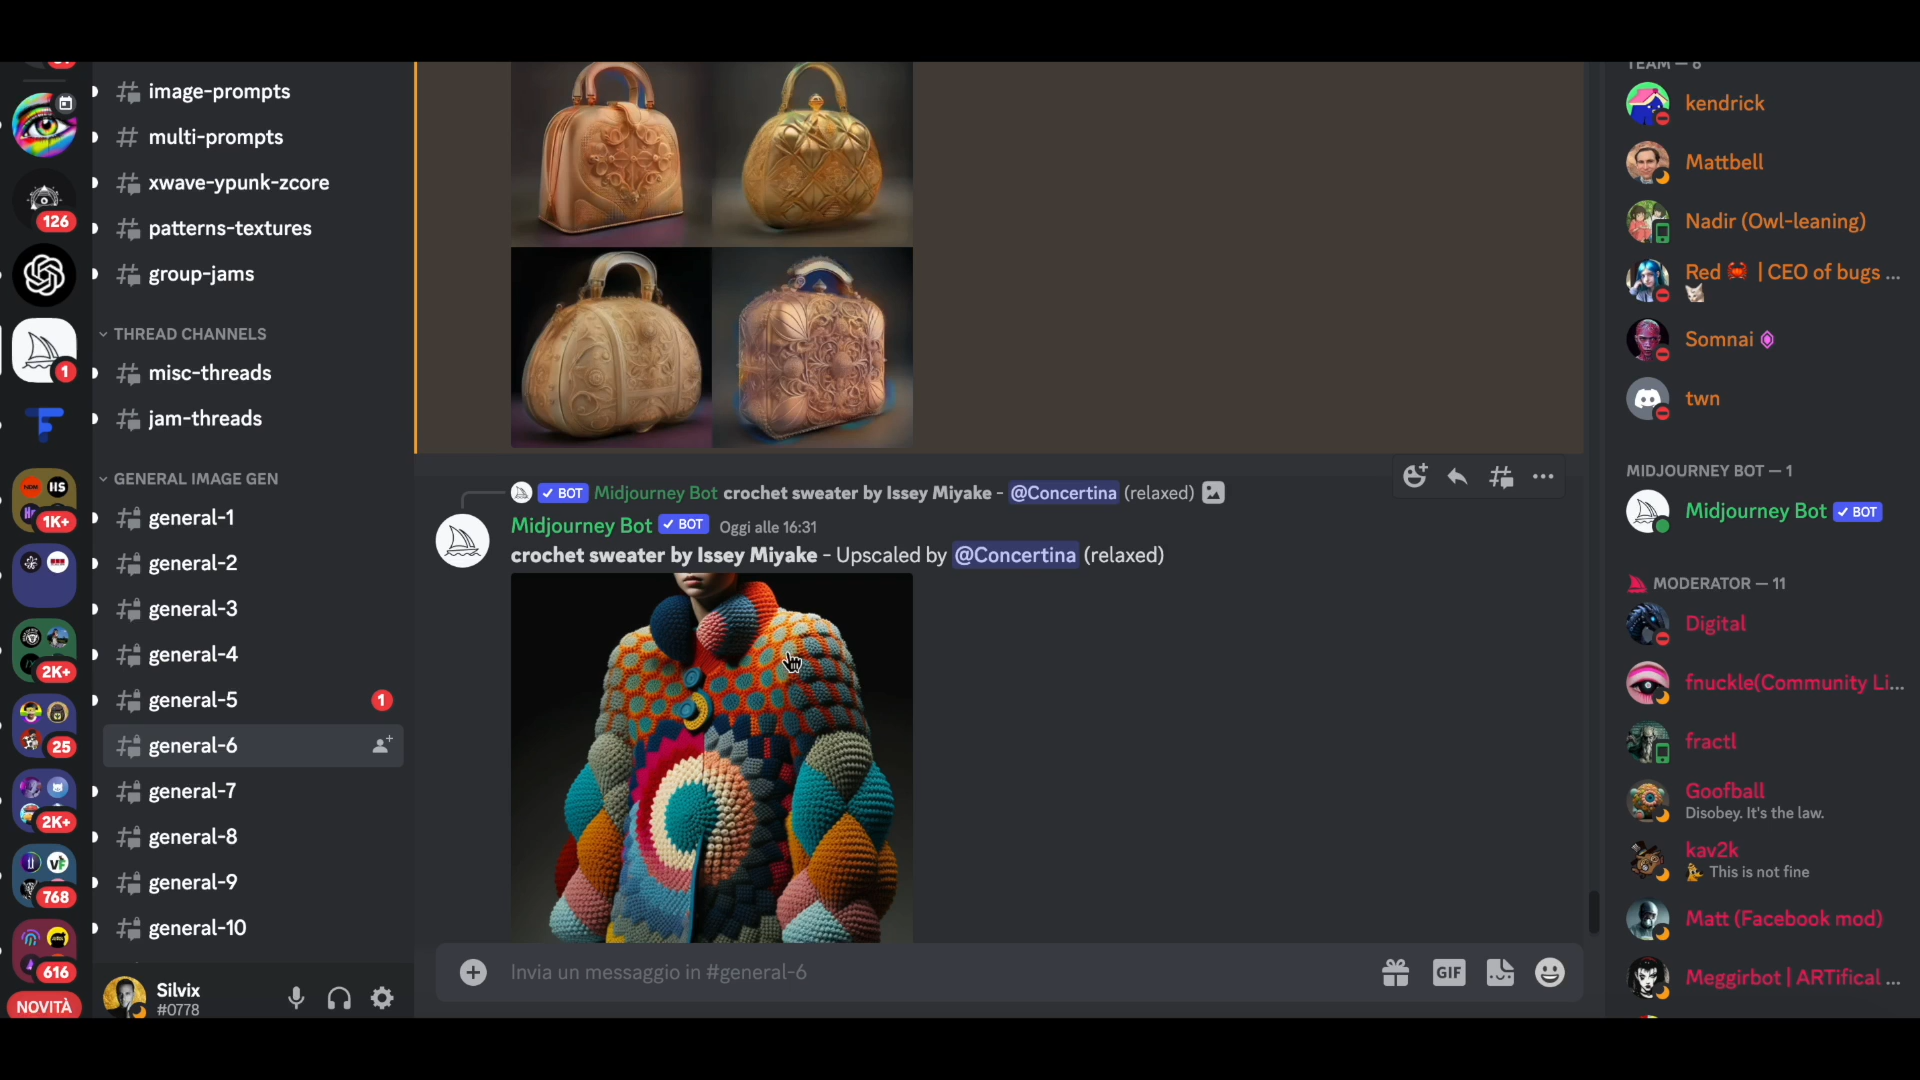 126
1
1K+
2K+
25
2K+
768
616
NOVITÀ
image-prompts
multi-prompts
xwave-ypunk-zcore
patterns-textures
group-jams
THREAD CHANNELS
misc-threads
jam-threads
GENERAL IMAGE GEN
general-1
general-2
general-3
general-4
general-5 1
general-6
general-7
general-8
general-9
general-10
Silvix
#0778
BOT Midjourney Bot crochet sweater by Issey Miyake - @Concertina (relaxed)
Midjourney Bot BOT Oggi alle 16:31
crochet sweater by Issey Miyake - Upscaled by @Concertina (relaxed)
Invia un messaggio in #general-6
GIF
TEAM — 6
kendrick
Mattbell
Nadir (Owl-leaning)
Red 🦀 | CEO of bugs ...
Somnai
twn
MIDJOURNEY BOT — 1
Midjourney Bot BOT
MODERATOR — 11
Digital
fnuckle(Community Li...
fractl
Goofball
Disobey. It's the law.
kav2k
This is not fine
Matt (Facebook mod)
Meggirbot | ARTifical ...